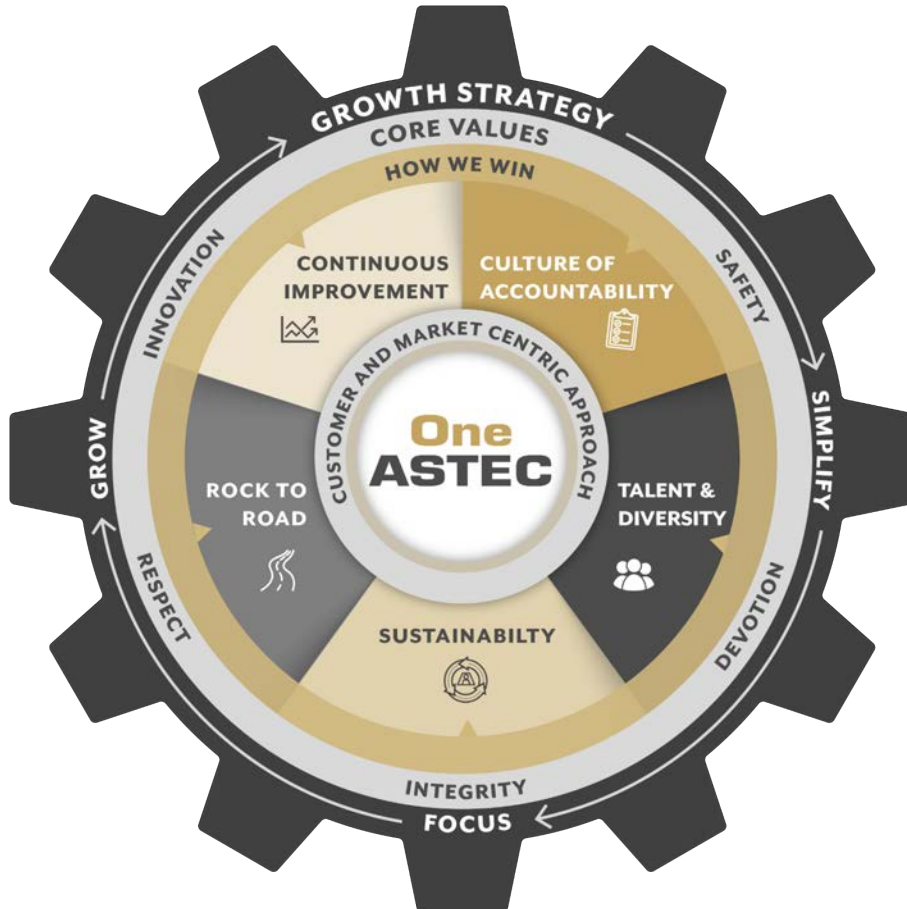 GROWTH STRATEGY
CORE VALUES
HOW WE WIN
INNOVATION
SAFETY
CONTINUOUS
IMPROVEMENT
CULTURE OF
ACCOUNTABILITY
CUSTOMER AND MARKET CENTRIC APPROACH
One
ASTEC
GROW
SIMPLIFY
ROCK TO
ROAD
TALENT &
DIVERSITY
RESPECT
DEVOTION
SUSTAINABILTY
INTEGRITY
FOCUS